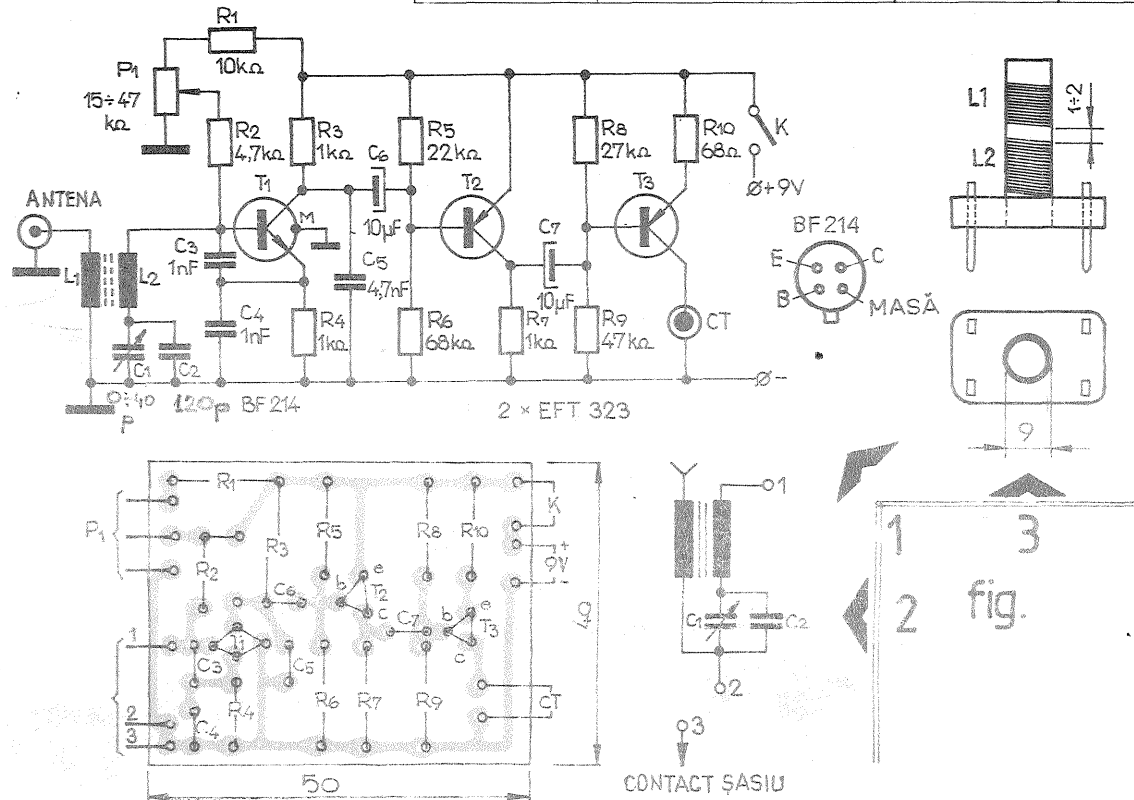 R1
10kΩ
P1
15÷47
kΩ
R2
4,7kΩ
R3
1kΩ
C6
10µF
R5
22kΩ
R8
27kΩ
R10
68Ω
K
Ø+9V
ANTENA
T1
M
T2
T3
C7
10µF
L1
L2
C3
1nF
C4
1nF
C5
4,7nF
R4
1kΩ
R6
68kΩ
R7
1kΩ
R9
47kΩ
CT
C1
C2
0÷40
p
120p
BF214
2 × EFT 323
Ø-
BF214
E
C
B
MASĂ
L1
L2
1÷2
9
R1
P1
R2
R3
R5
R8
R10
K
+
9V
-
C6
b
e
T2
c
C7
b
e
T3
c
1
C3
T1
C5
R4
R6
R7
R9
CT
2
3
C4
50
1
C1
C2
2
3
CONTACT ȘASIU
1
3
2
fig.